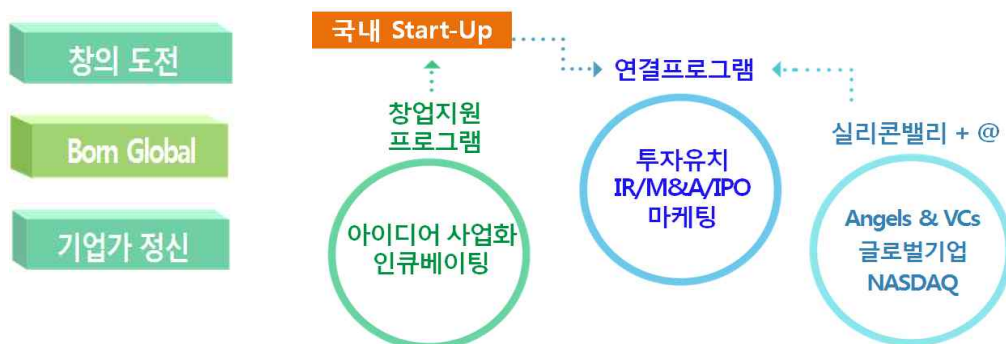 창의 도전
Born Global
기업가 정신
국내 Start-Up
창업지원
프로그램
아이디어 사업화
인큐베이팅
연결프로그램
투자유치
IR/M&A/IPO
마케팅
실리콘밸리 + @
Angels & VCs
글로벌기업
NASDAQ